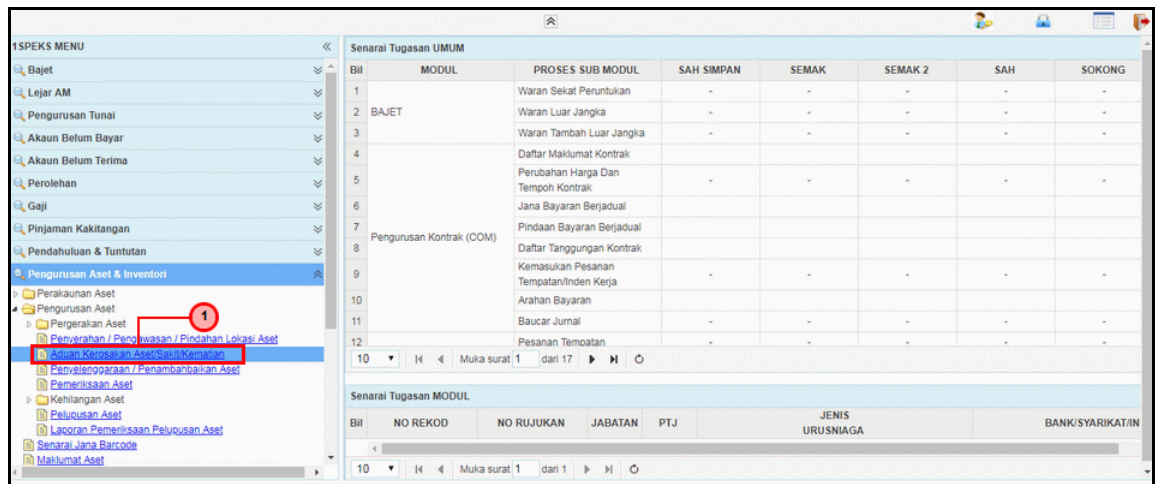 1SPEKS MENU
Bajet
Lejar AM
Pengurusan Tunai
Akaun Belum Bayar
Akaun Belum Terima
Perolehan
Gaji
Pinjaman Kakitangan
Pendahuluan & Tuntutan
Pengurusan Aset & Inventori
Perakaunan Aset
Pengurusan Aset
Pergerakan Aset
Penyerahan / Pengawasan / Pindahan Lokasi Aset
1
Aduan Kerosakan Aset/Sakit/Kematian
Penyelenggaraan / Penambahbaikan Aset
Pemeriksaan Aset
Kehilangan Aset
Pelupusan Aset
Laporan Pemeriksaan Pelupusan Aset
Senarai Jana Barcode
Maklumat Aset
Senarai Tugasan UMUM
Bil MODUL PROSES SUB MODUL SAH SIMPAN SEMAK SEMAK 2 SAH SOKONG
1 Waran Sekat Peruntukan - - - - -
2 BAJET Waran Luar Jangka - - - - -
3 Waran Tambah Luar Jangka - - - - -
4 Daftar Maklumat Kontrak
5 Perubahan Harga Dan Tempoh Kontrak - - - - -
6 Jana Bayaran Berjadual
7 Pindaan Bayaran Berjadual
Pengurusan Kontrak (COM)
8 Daftar Tanggungan Kontrak
9 Kemasukan Pesanan Tempatan/Inden Kerja - - - - -
10 Arahan Bayaran
11 Baucar Jurnal - - - - -
12 Pesanan Tempatan - - - - -
10 Muka surat 1 dari 17
Senarai Tugasan MODUL
Bil NO REKOD NO RUJUKAN JABATAN PTJ JENIS URUSNIAGA BANK/SYARIKAT/IN
10 Muka surat 1 dari 1